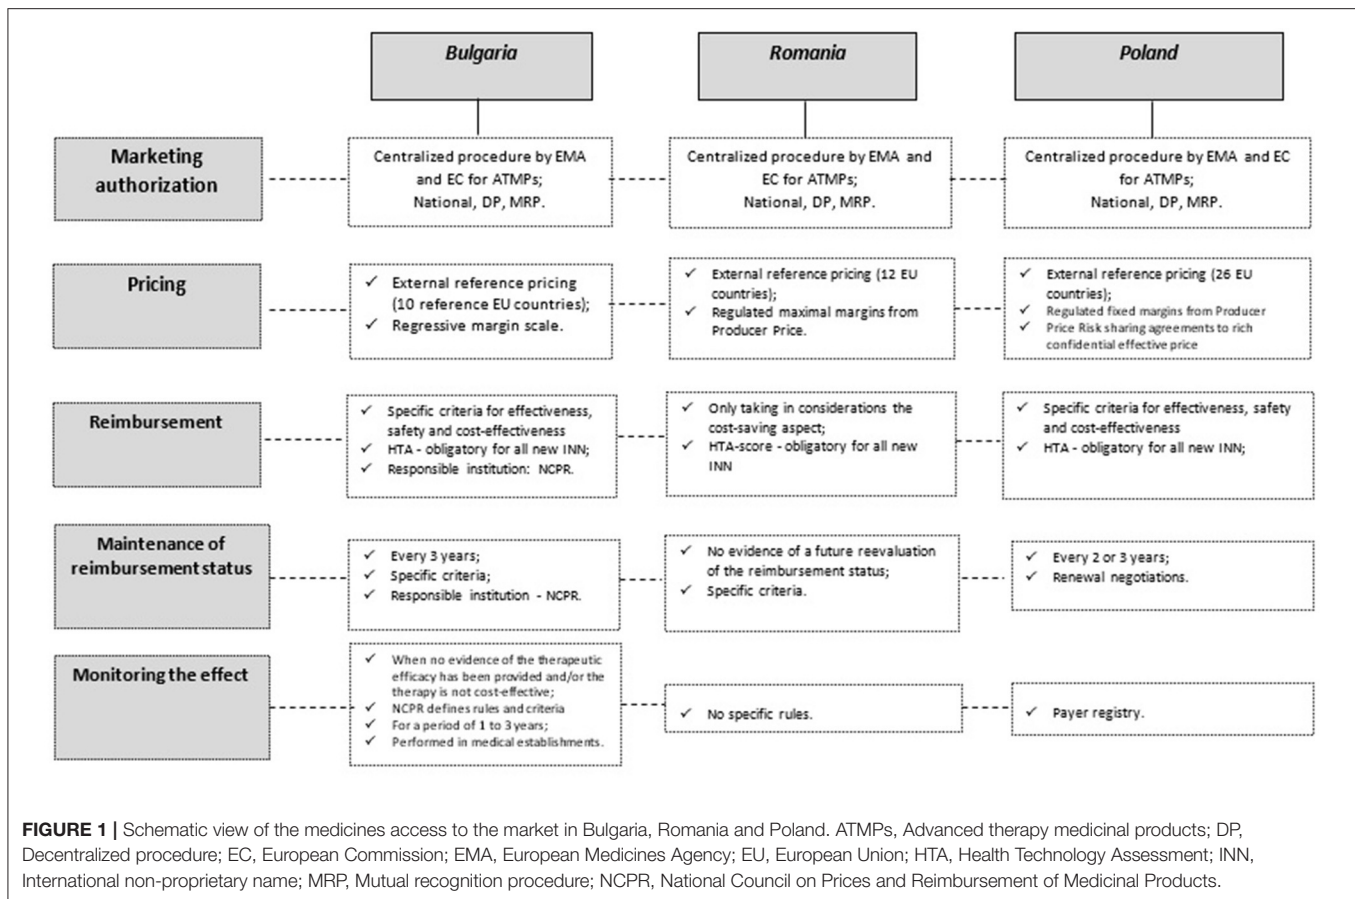 Bulgaria
Romania
Poland
Marketing
authorization
Centralized procedure by EMA
and EC for ATMPs;
National, DP, MRP.
Centralized procedure by EMA and
EC for ATMPs;
National, DP, MRP.
Centralized procedure by EMA and EC
for ATMPs;
National, DP, MRP.
Pricing
✓ External reference pricing
(10 reference EU countries);
✓ Regressive margin scale.
✓ External reference pricing (12 EU
countries);
✓ Regulated maximal margins from
Producer Price.
✓ External reference pricing (26 EU
countries);
✓ Regulated fixed margins from Producer
✓ Price Risk sharing agreements to rich
confidential effective price
Reimbursement
✓ Specific criteria for effectiveness,
safety and cost-effectiveness
✓ HTA - obligatory for all new INN;
✓ Responsible institution: NCPR.
✓ Only taking in considerations the
cost-saving aspect;
✓ HTA-score - obligatory for all new
INN
✓ Specific criteria for effectiveness, safety
and cost-effectiveness
✓ HTA - obligatory for all new INN;
Maintenance of
reimbursement status
✓ Every 3 years;
✓ Specific criteria;
✓ Responsible institution - NCPR.
✓ No evidence of a future reevaluation
of the reimbursement status;
✓ Specific criteria.
✓ Every 2 or 3 years;
✓ Renewal negotiations.
Monitoring the effect
✓ When no evidence of the therapeutic
efficacy has been provided and/or the
therapy is not cost-effective;
✓ NCPR defines rules and criteria
✓ For a period of 1 to 3 years;
✓ Performed in medical establishments.
✓ No specific rules.
✓ Payer registry.
FIGURE 1 | Schematic view of the medicines access to the market in Bulgaria, Romania and Poland. ATMPs, Advanced therapy medicinal products; DP,
Decentralized procedure; EC, European Commission; EMA, European Medicines Agency; EU, European Union; HTA, Health Technology Assessment; INN,
International non-proprietary name; MRP, Mutual recognition procedure; NCPR, National Council on Prices and Reimbursement of Medicinal Products.